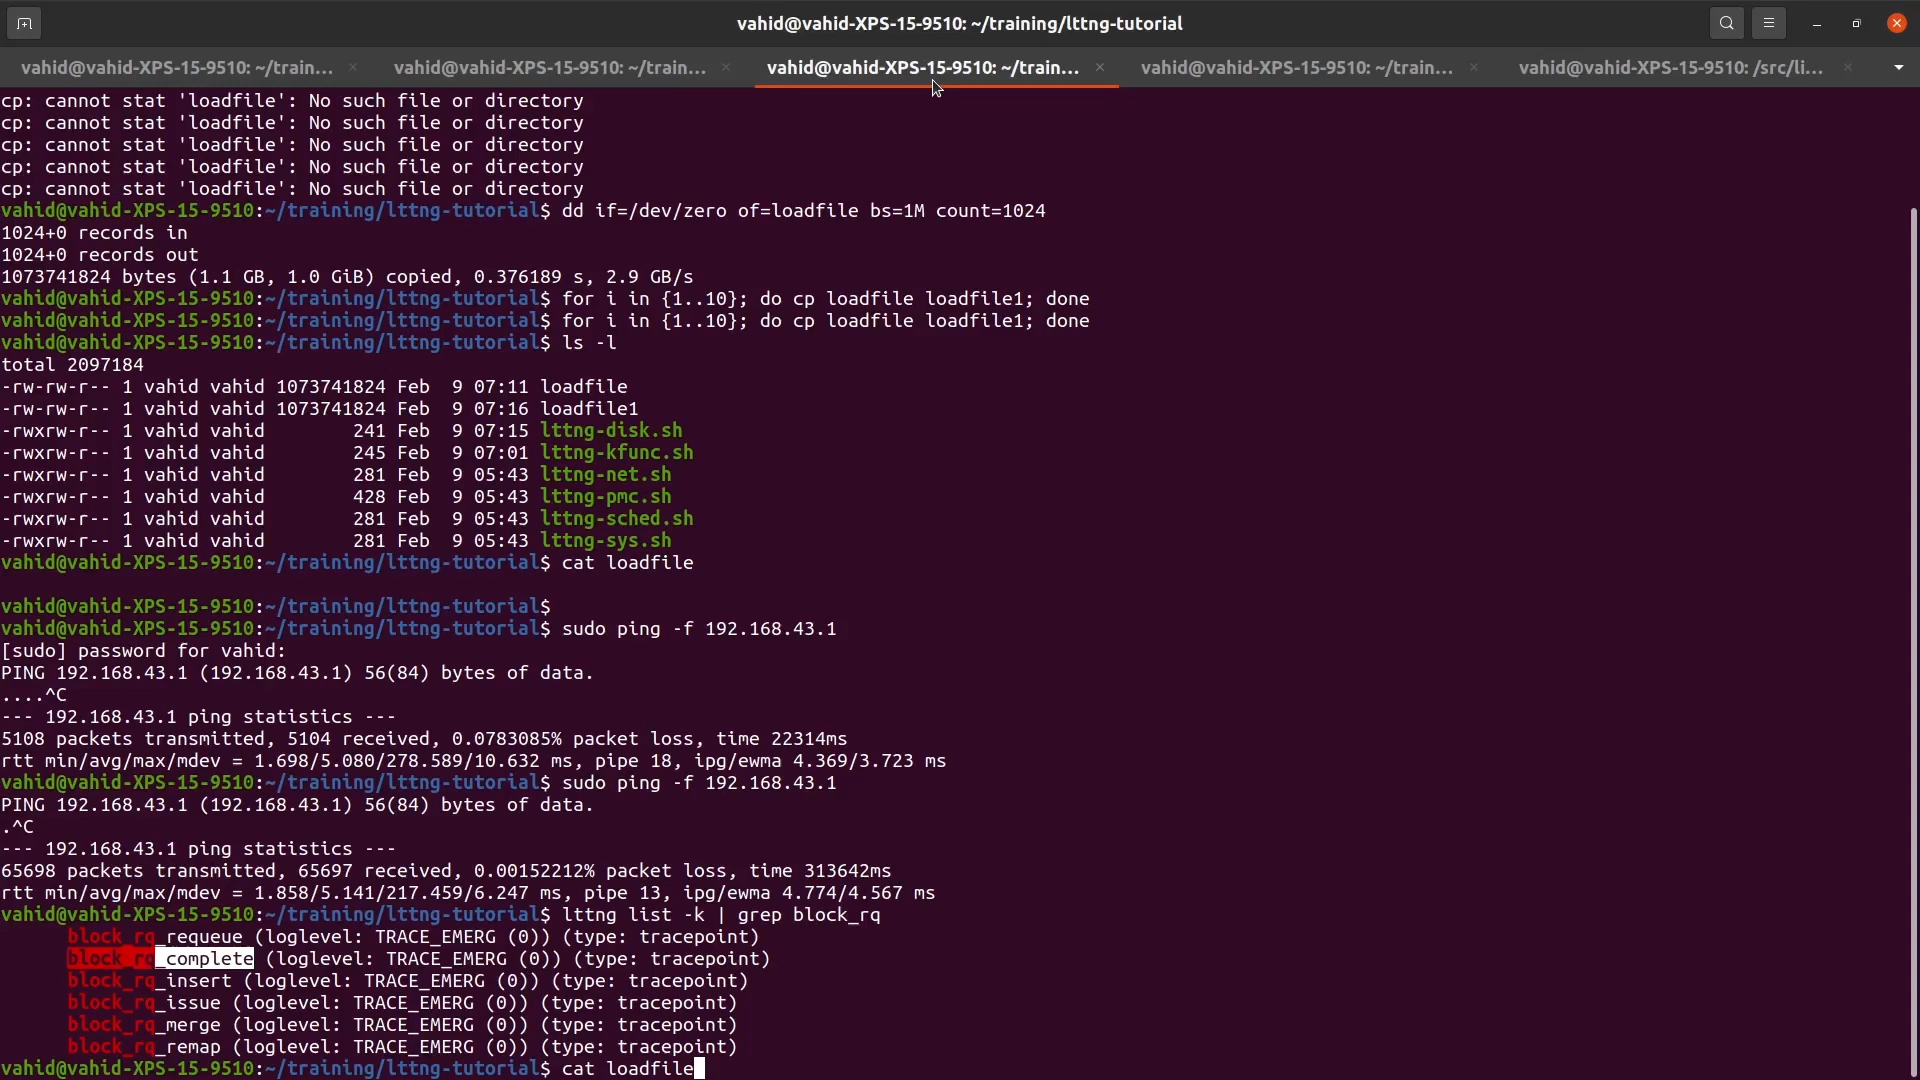 vahid@vahid-XPS-15-9510: ~/training/lttng-tutorial
vahid@vahid-XPS-15-9510: ~/train... × vahid@vahid-XPS-15-9510: ~/train... × vahid@vahid-XPS-15-9510: ~/train... × vahid@vahid-XPS-15-9510: ~/train... × vahid@vahid-XPS-15-9510: /src/li... ×
cp: cannot stat 'loadfile': No such file or directory
cp: cannot stat 'loadfile': No such file or directory
cp: cannot stat 'loadfile': No such file or directory
cp: cannot stat 'loadfile': No such file or directory
cp: cannot stat 'loadfile': No such file or directory
vahid@vahid-XPS-15-9510:~/training/lttng-tutorial$ dd if=/dev/zero of=loadfile bs=1M count=1024
1024+0 records in
1024+0 records out
1073741824 bytes (1.1 GB, 1.0 GiB) copied, 0.376189 s, 2.9 GB/s
vahid@vahid-XPS-15-9510:~/training/lttng-tutorial$ for i in {1..10}; do cp loadfile loadfile1; done
vahid@vahid-XPS-15-9510:~/training/lttng-tutorial$ for i in {1..10}; do cp loadfile loadfile1; done
vahid@vahid-XPS-15-9510:~/training/lttng-tutorial$ ls -l
total 2097184
-rw-rw-r-- 1 vahid vahid 1073741824 Feb  9 07:11 loadfile
-rw-rw-r-- 1 vahid vahid 1073741824 Feb  9 07:16 loadfile1
-rwxrw-r-- 1 vahid vahid        241 Feb  9 07:15 lttng-disk.sh
-rwxrw-r-- 1 vahid vahid        245 Feb  9 07:01 lttng-kfunc.sh
-rwxrw-r-- 1 vahid vahid        281 Feb  9 05:43 lttng-net.sh
-rwxrw-r-- 1 vahid vahid        428 Feb  9 05:43 lttng-pmc.sh
-rwxrw-r-- 1 vahid vahid        281 Feb  9 05:43 lttng-sched.sh
-rwxrw-r-- 1 vahid vahid        281 Feb  9 05:43 lttng-sys.sh
vahid@vahid-XPS-15-9510:~/training/lttng-tutorial$ cat loadfile
vahid@vahid-XPS-15-9510:~/training/lttng-tutorial$
vahid@vahid-XPS-15-9510:~/training/lttng-tutorial$ sudo ping -f 192.168.43.1
[sudo] password for vahid:
PING 192.168.43.1 (192.168.43.1) 56(84) bytes of data.
....^C
--- 192.168.43.1 ping statistics ---
5108 packets transmitted, 5104 received, 0.0783085% packet loss, time 22314ms
rtt min/avg/max/mdev = 1.698/5.080/278.589/10.632 ms, pipe 18, ipg/ewma 4.369/3.723 ms
vahid@vahid-XPS-15-9510:~/training/lttng-tutorial$ sudo ping -f 192.168.43.1
PING 192.168.43.1 (192.168.43.1) 56(84) bytes of data.
.^C
--- 192.168.43.1 ping statistics ---
65698 packets transmitted, 65697 received, 0.00152212% packet loss, time 313642ms
rtt min/avg/max/mdev = 1.858/5.141/217.459/6.247 ms, pipe 13, ipg/ewma 4.774/4.567 ms
vahid@vahid-XPS-15-9510:~/training/lttng-tutorial$ lttng list -k | grep block_rq
block_rq_requeue (loglevel: TRACE_EMERG (0)) (type: tracepoint)
block_rq_complete (loglevel: TRACE_EMERG (0)) (type: tracepoint)
block_rq_insert (loglevel: TRACE_EMERG (0)) (type: tracepoint)
block_rq_issue (loglevel: TRACE_EMERG (0)) (type: tracepoint)
block_rq_merge (loglevel: TRACE_EMERG (0)) (type: tracepoint)
block_rq_remap (loglevel: TRACE_EMERG (0)) (type: tracepoint)
vahid@vahid-XPS-15-9510:~/training/lttng-tutorial$ cat loadfile